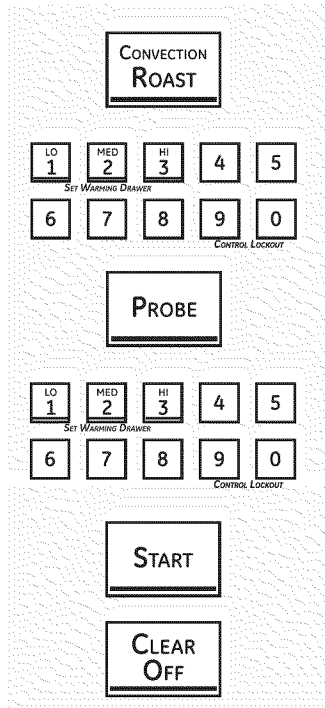 CONVECTION
ROAST
LO MED HI
1 2 3 4 5
SET WARMING DRAWER
6 7 8 9 0
CONTROL LOCKOUT
PROBE
LO MED HI
1 2 3 4 5
SET WARMING DRAWER
6 7 8 9 0
CONTROL LOCKOUT
START
CLEAR
OFF